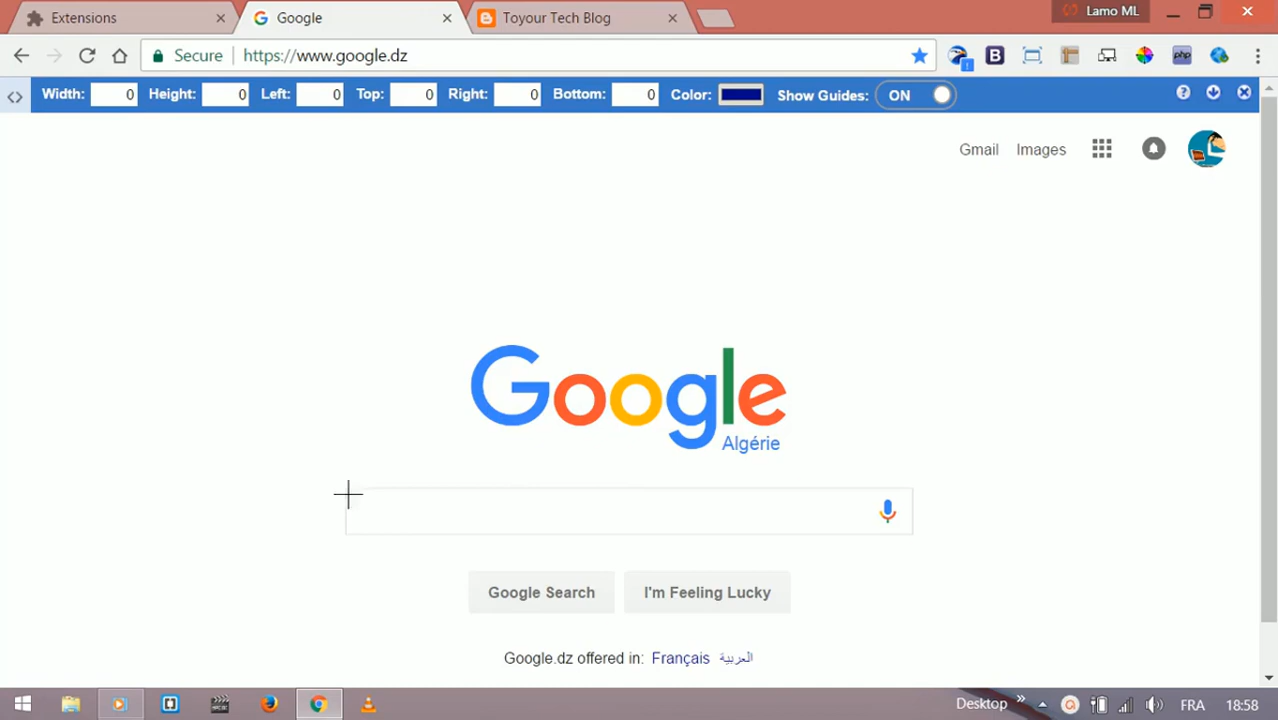 Extensions
Google
Toyour Tech Blog
Lamo ML
Secure
https://www.google.dz
B
php
1
Width: 0 Height: 0 Left: 0 Top: 0 Right: 0 Bottom: 0 Color: Show Guides: ON
Gmail Images
Google
Algérie
Google Search
I'm Feeling Lucky
Google.dz offered in: Français العربية
Desktop »
FRA
18:58